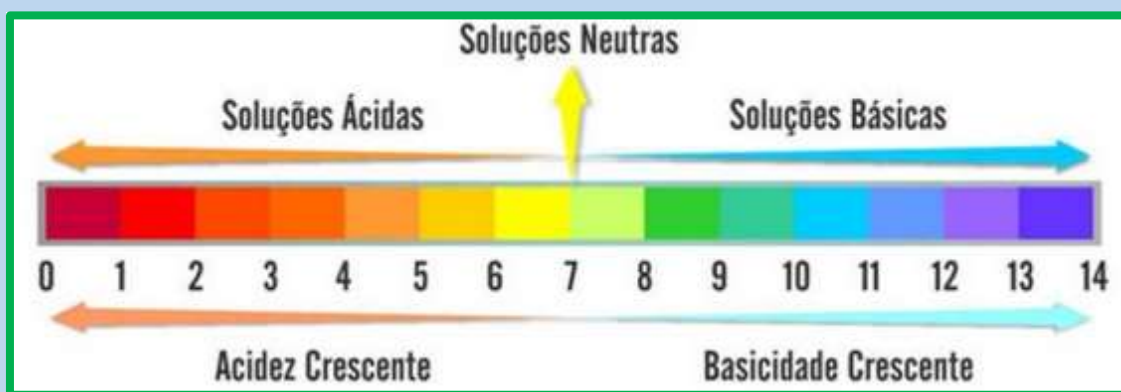 Soluções Neutras
Soluções Ácidas Soluções Básicas
0 1 2 3 4 5 6 7 8 9 10 11 12 13 14
Acidez Crescente Basicidade Crescente